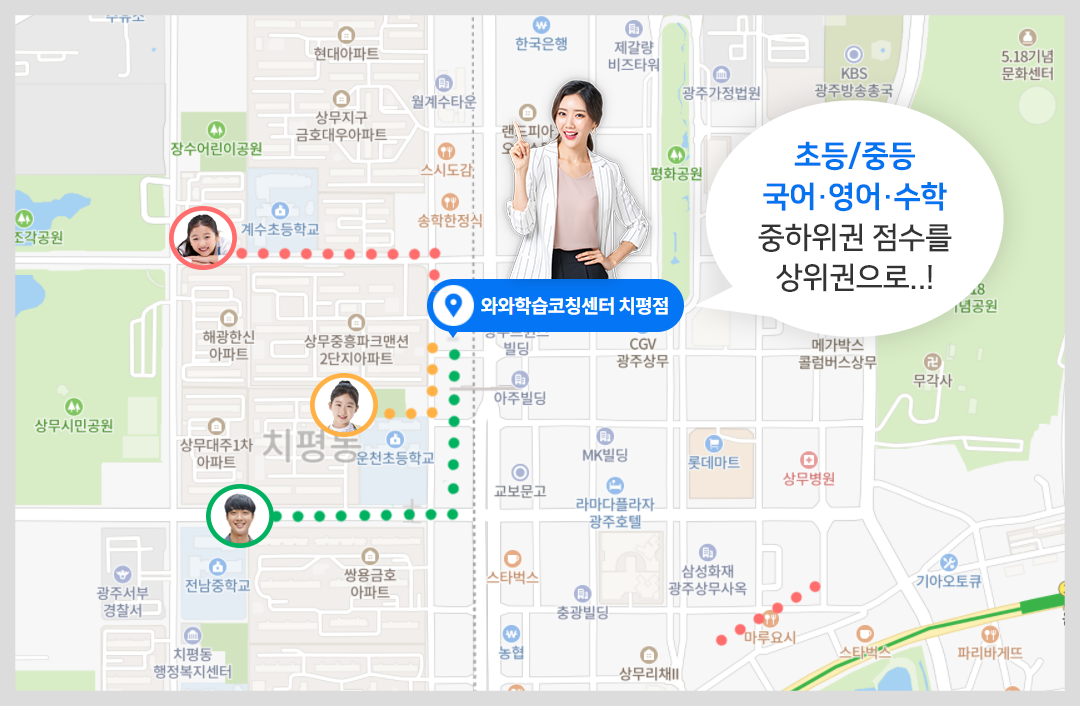 수유소
현대아파트
한국은행
제갈량
비즈타워
5.18기념
문화센터
KBS
광주방송총국
광주가정법원
월계수타운
상무지구
금호대우아파트
랜드피아
장수어린이공원
스시도감
평화공원
초등/중등
국어·영어·수학
중하위권 점수를
상위권으로..!
송학한정식
계수초등학교
조각공원
와와학습코칭센터 치평점
기념공원
해광한신
아파트
상무중흥파크맨션
2단지아파트
빌딩
CGV
광주상무
메가박스
콜럼버스상무
무각사
아주빌딩
상무시민공원
상무대주1차
아파트
치평동
운천초등학교
MK빌딩
롯데마트
상무병원
교보문고
라마다플라자
광주호텔
전남중학교
쌍용금호
아파트
스타벅스
삼성화재
광주상무사옥
기아오토큐
광주서부
경찰서
충광빌딩
마루요시
치평동
행정복지센터
농협
상무리채II
스타벅스
파리바게뜨